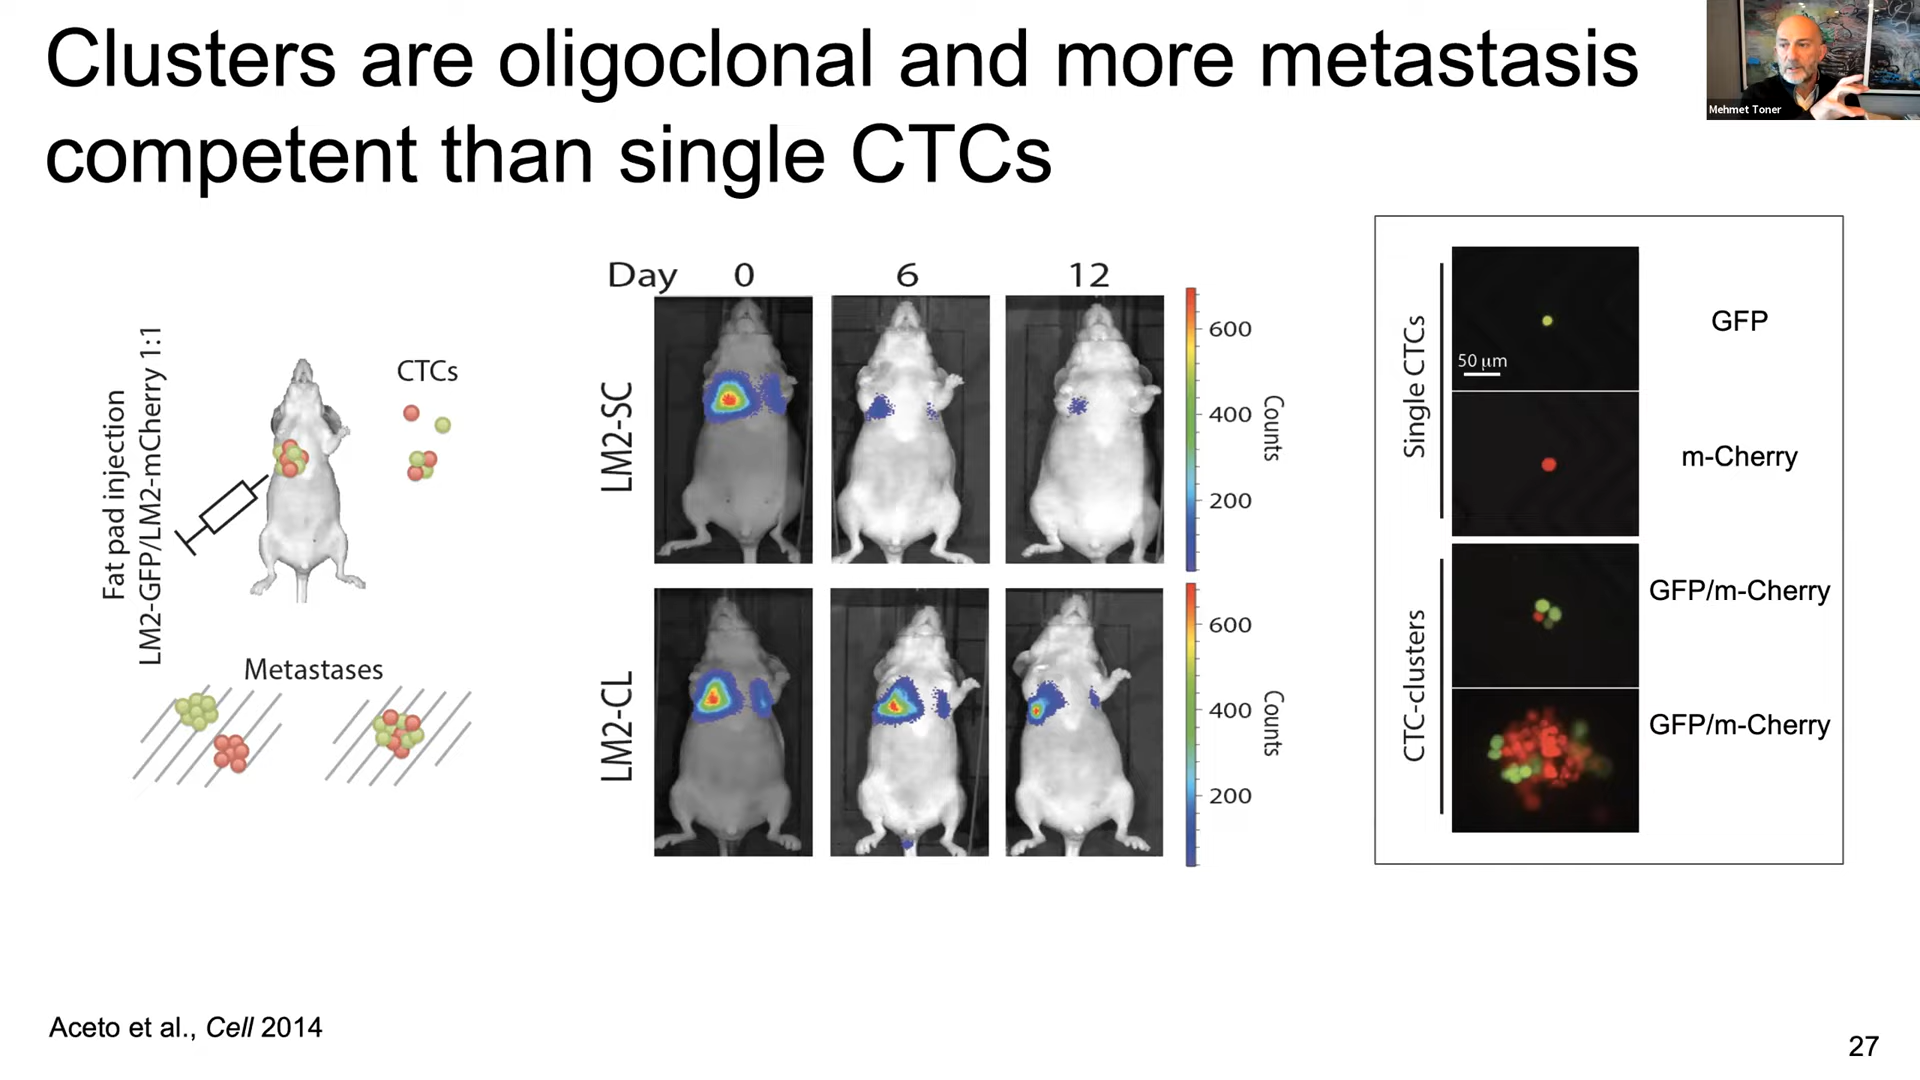 Clusters are oligoclonal and more metastasis
competent than single CTCs
Mehmet Toner
Fat pad injection
LM2-GFP/LM2-mCherry 1:1
CTCs
Metastases
Day 0 6 12
LM2-SC
600
400
200
Counts
LM2-CL
600
400
200
Counts
Single CTCs
50 μm
GFP
m-Cherry
CTC-clusters
GFP/m-Cherry
GFP/m-Cherry
Aceto et al., Cell 2014
27